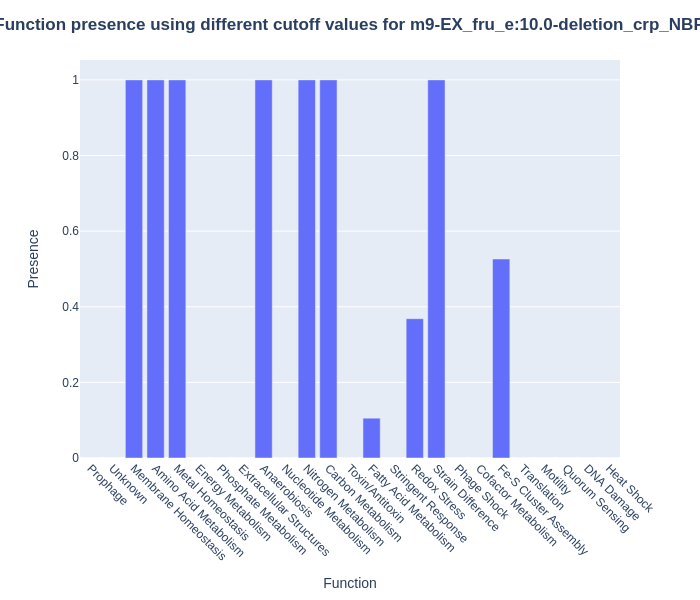 Function presence using different cutoff values for m9-EX_fru_e:10.0-deletion_crp_NBR
1
0.8
0.6
0.4
0.2
0
Presence
Prophage
Unknown
Membrane Homeostasis
Amino Acid Metabolism
Metal Homeostasis
Energy Metabolism
Phosphate Metabolism
Extracellular Structures
Anaerobiosis
Nucleotide Metabolism
Nitrogen Metabolism
Carbon Metabolism
Toxin/Antitoxin
Fatty Acid Metabolism
Stringent Response
Redox Stress
Strain Difference
Phage Shock
Cofactor Metabolism
Fe-S Cluster Assembly
Translation
Motility
Quorum Sensing
DNA Damage
Heat Shock
Function